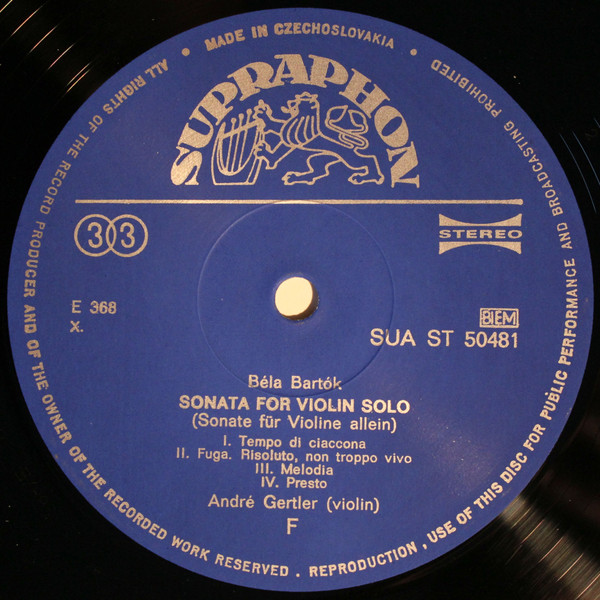 MADE IN CZECHOSLOVAKIA
SUPRAPHON
33
STEREO
E 368
X.
BIEM
SUA ST 50481
Béla Bartók
SONATA FOR VIOLIN SOLO
(Sonate für Violine allein)
I. Tempo di ciaccona
II. Fuga. Risoluto, non troppo vivo
III. Melodia
IV. Presto
André Gertler (violin)
F
ALL RIGHTS OF THE RECORD PRODUCER AND OF THE OWNER OF THE RECORDED WORK RESERVED . REPRODUCTION , USE OF THIS DISC FOR PUBLIC PERFORMANCE AND BROADCASTING PROHIBITED